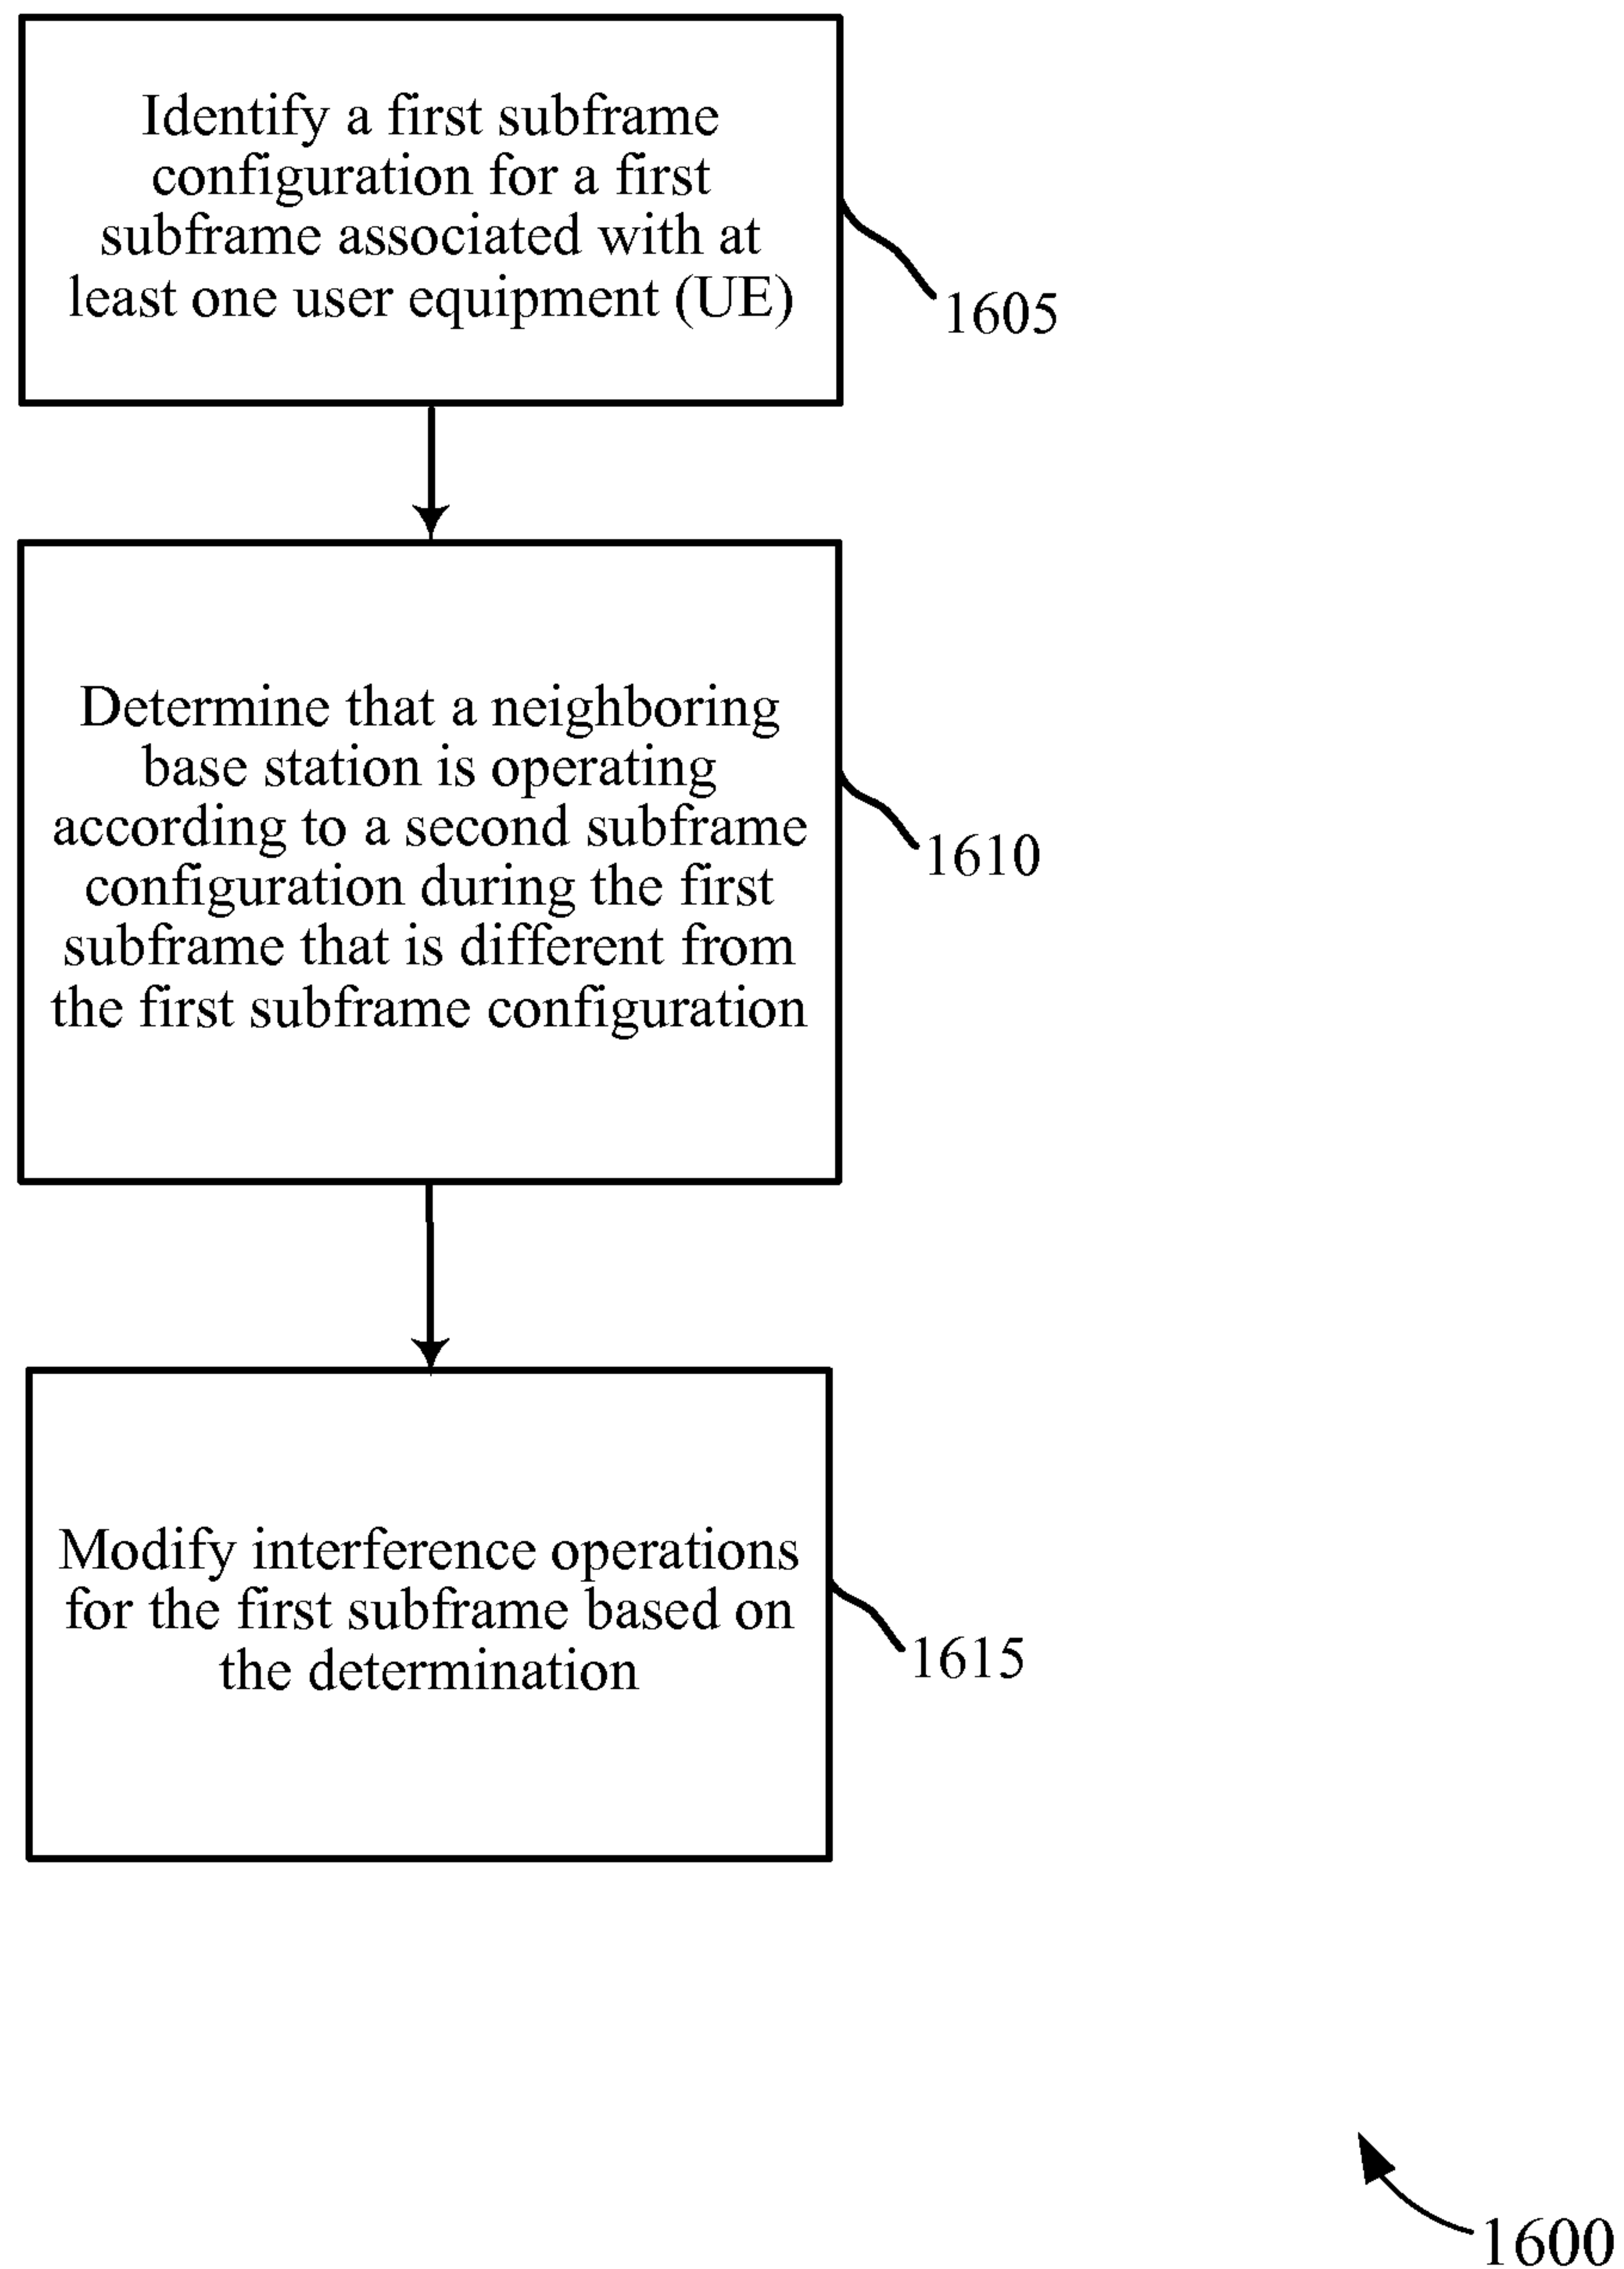 Identify a first subframe
configuration for a first
subframe associated with at
least one user equipment (UE)
1605
Determine that a neighboring
base station is operating
according to a second subframe
configuration during the first
subframe that is different from
the first subframe configuration
1610
Modify interference operations
for the first subframe based on
the determination
1615
1600